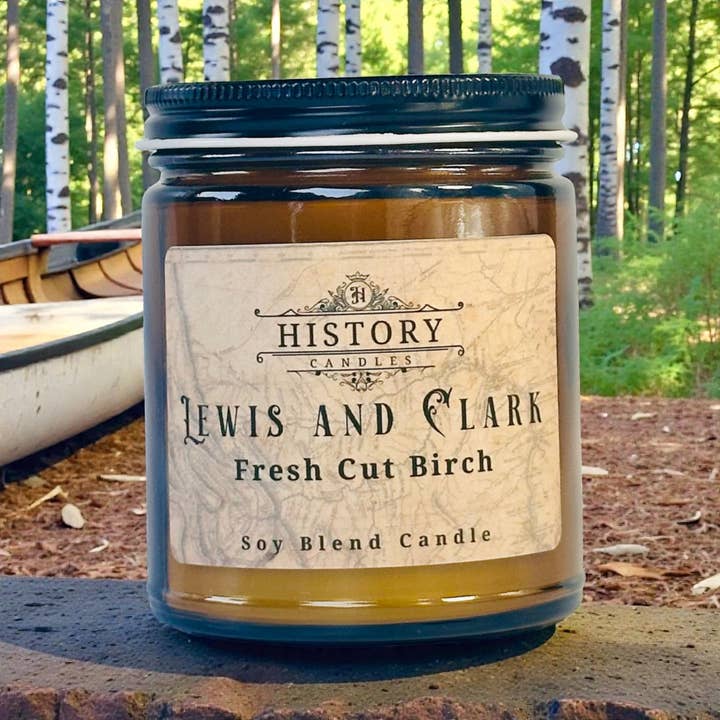 H
HISTORY
CANDLES
Lewis and Clark
Fresh Cut Birch
Soy Blend Candle